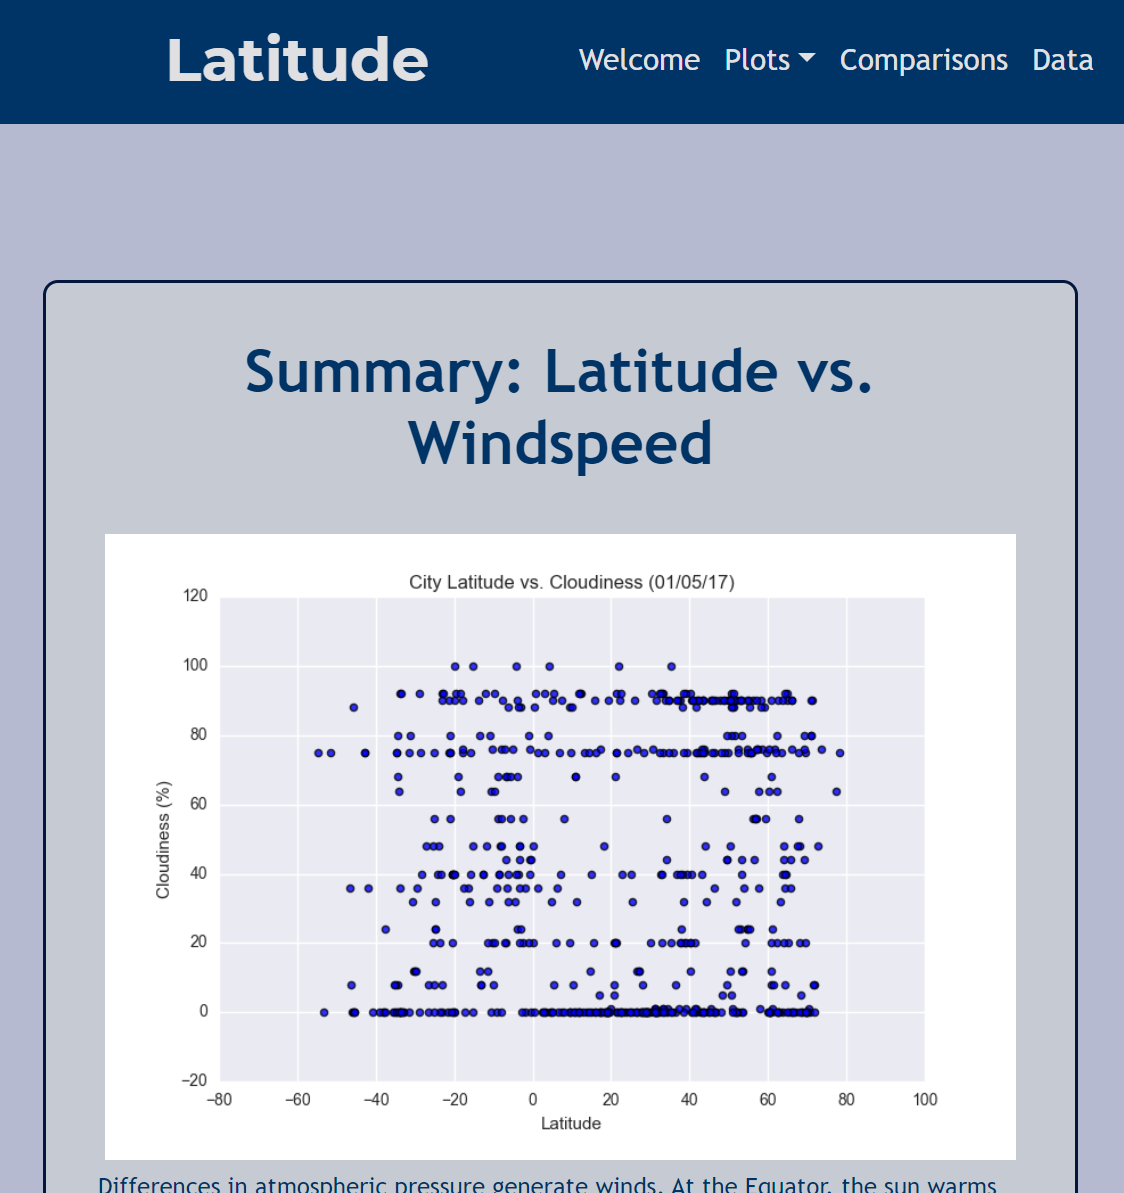 Latitude
Welcome Plots Comparisons Data
Summary: Latitude vs.
Windspeed
City Latitude vs. Cloudiness (01/05/17)
120
100
80
60
40
20
0
−20
Cloudiness (%)
−80 −60 −40 −20 0 20 40 60 80 100
Latitude
Differences in atmospheric pressure generate winds. At the Equator, the sun warms